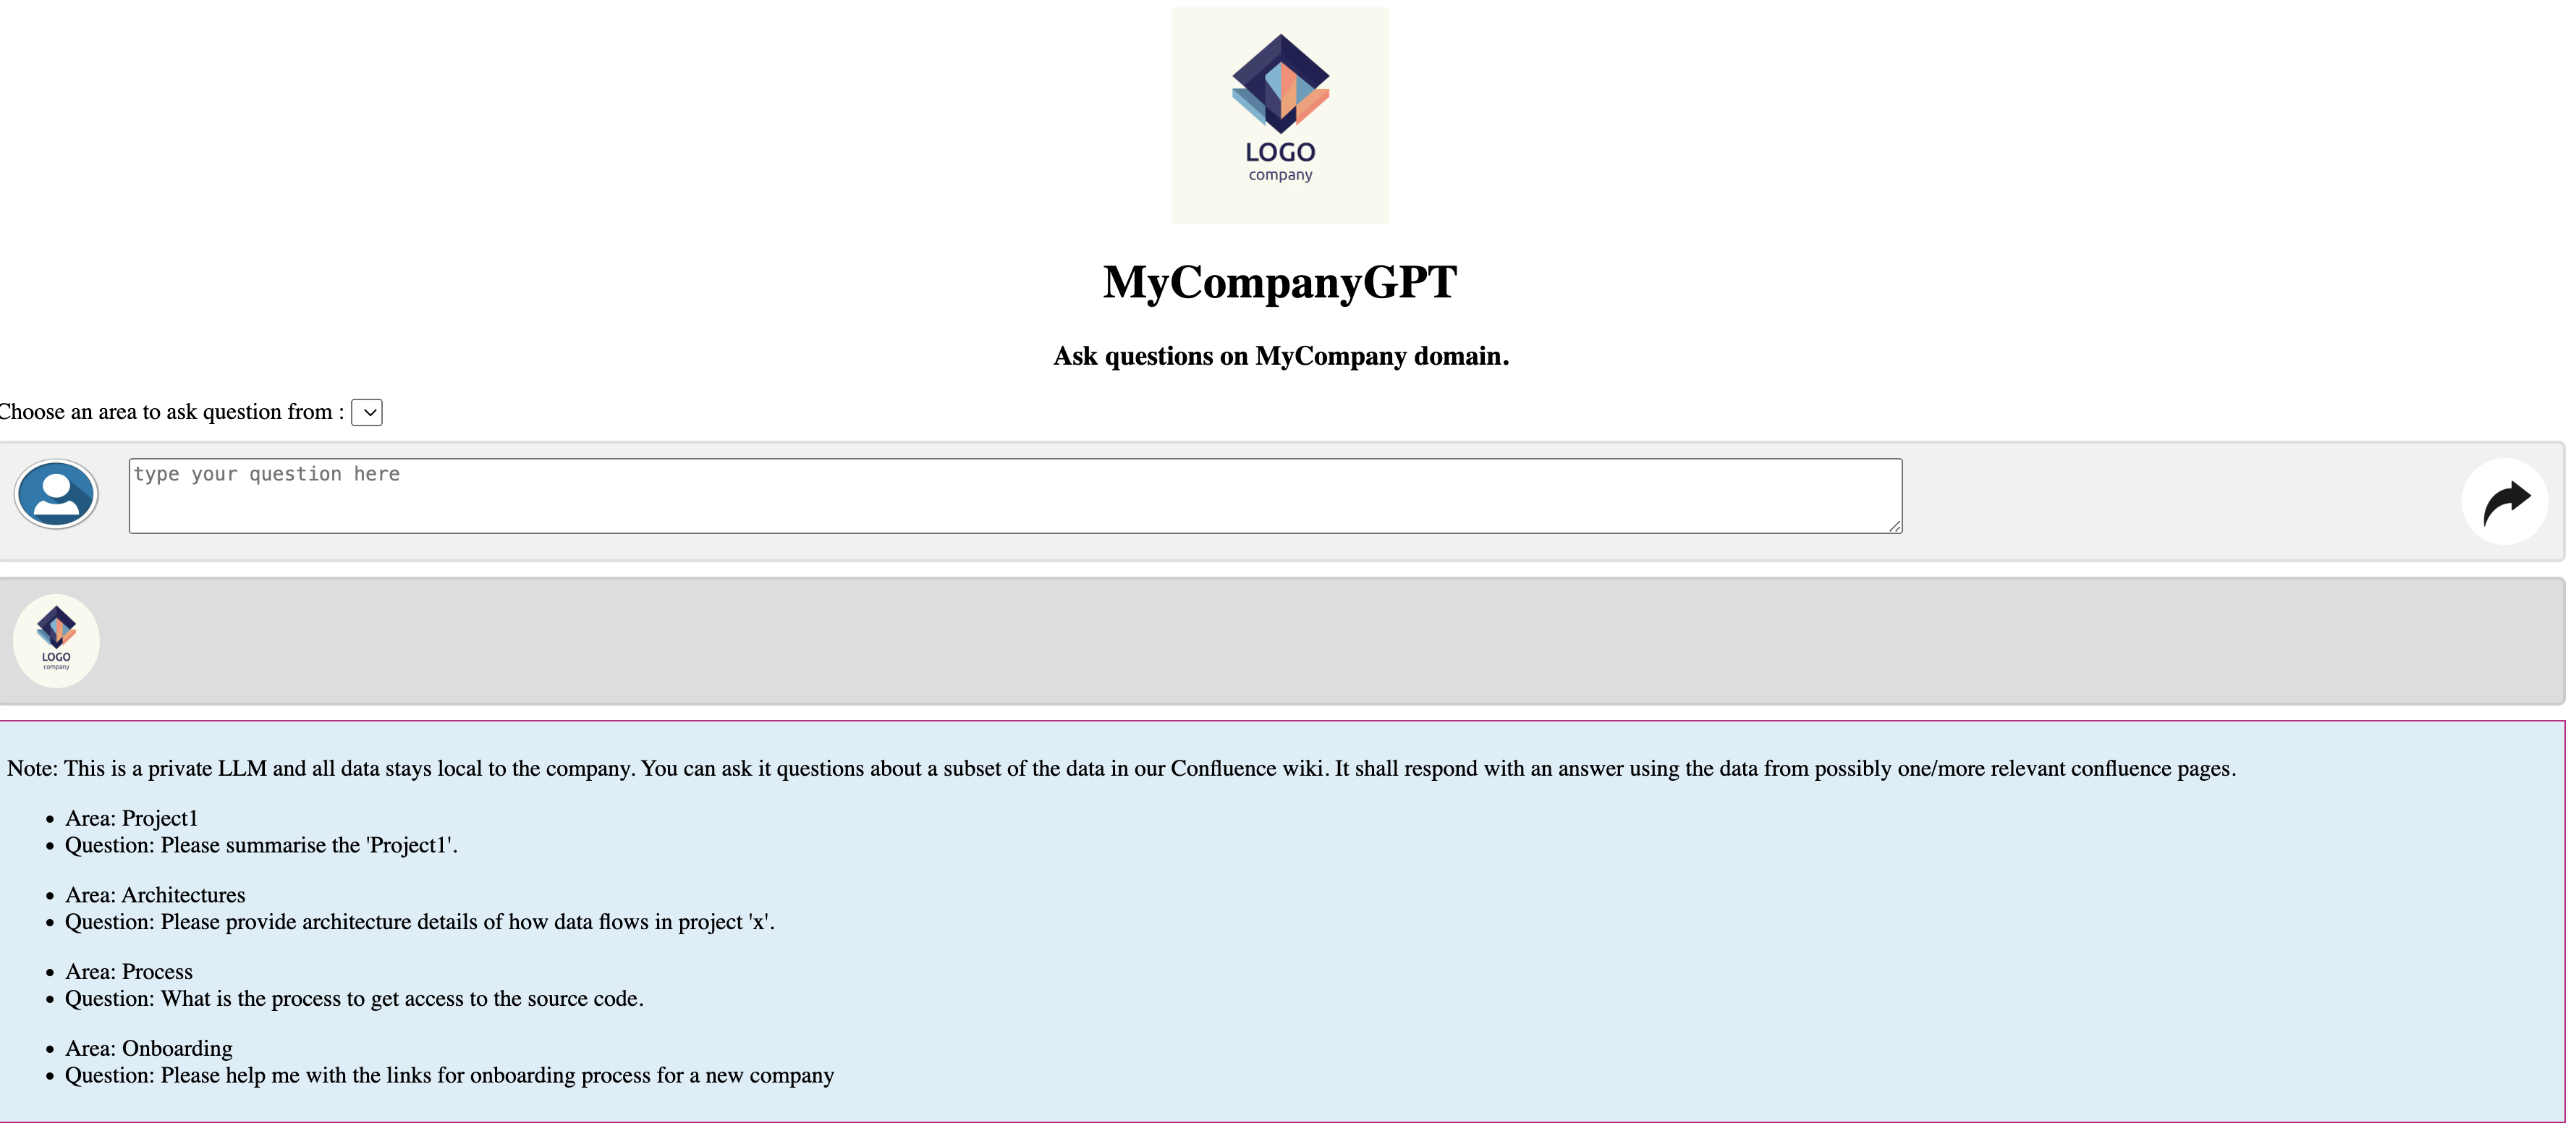 LOGO
company
MyCompanyGPT
Ask questions on MyCompany domain.
Choose an area to ask question from :
type your question here
LOGO
company
Note: This is a private LLM and all data stays local to the company. You can ask it questions about a subset of the data in our Confluence wiki. It shall respond with an answer using the data from possibly one/more relevant confluence pages.
• Area: Project1
• Question: Please summarise the 'Project1'.
• Area: Architectures
• Question: Please provide architecture details of how data flows in project 'x'.
• Area: Process
• Question: What is the process to get access to the source code.
• Area: Onboarding
• Question: Please help me with the links for onboarding process for a new company